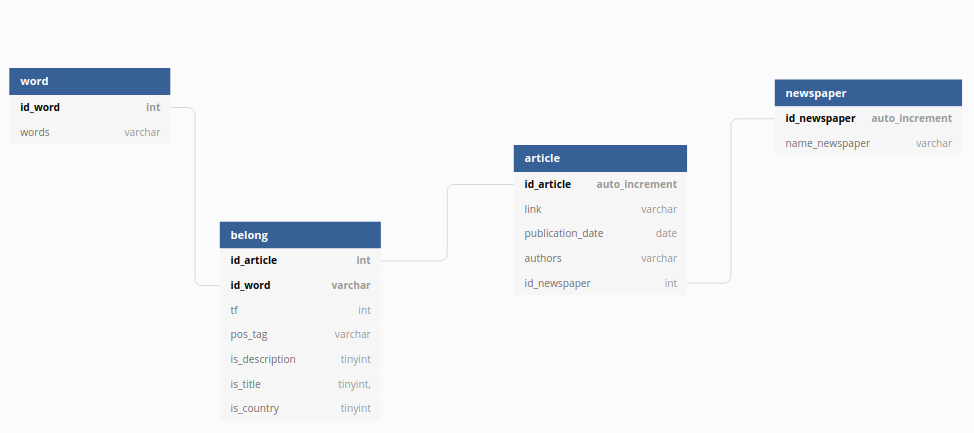 word
id_word int
words varchar
belong
id_article int
id_word varchar
tf int
pos_tag varchar
is_description tinyint
is_title tinyint,
is_country tinyint
article
id_article auto_increment
link varchar
publication_date date
authors varchar
id_newspaper int
newspaper
id_newspaper auto_increment
name_newspaper varchar